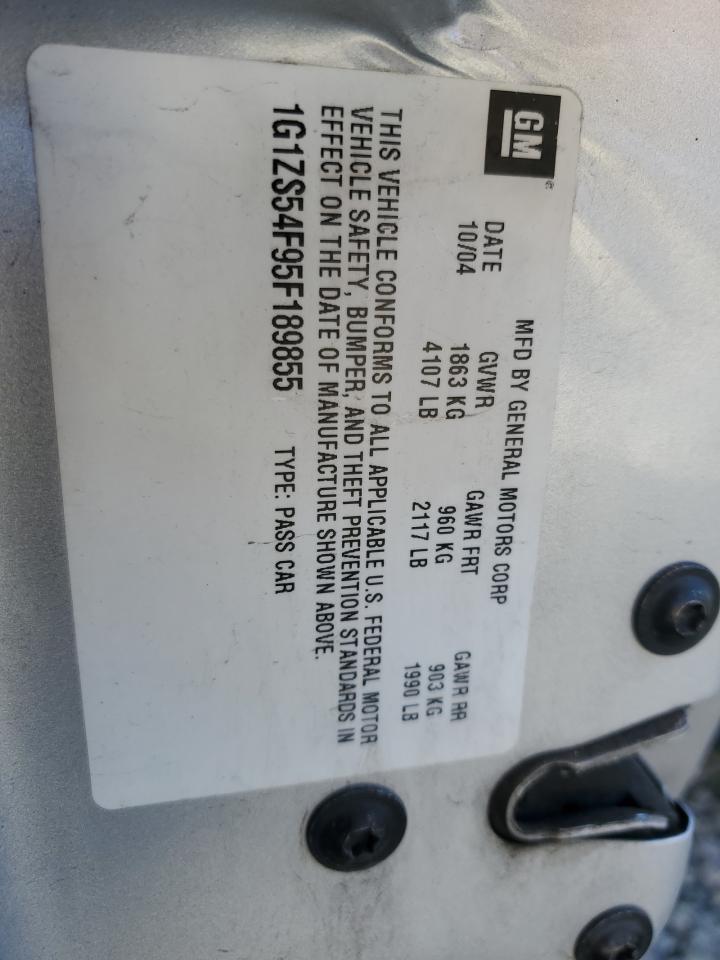 GM
MFD BY GENERAL MOTORS CORP
DATE GVWR GAWR FRT GAWR RR
10/04 1863 KG 960 KG 903 KG
4107 LB 2117 LB 1990 LB
THIS VEHICLE CONFORMS TO ALL APPLICABLE U.S. FEDERAL MOTOR
VEHICLE SAFETY, BUMPER, AND THEFT PREVENTION STANDARDS IN
EFFECT ON THE DATE OF MANUFACTURE SHOWN ABOVE.
1G1ZS54F95F189855 TYPE: PASS CAR